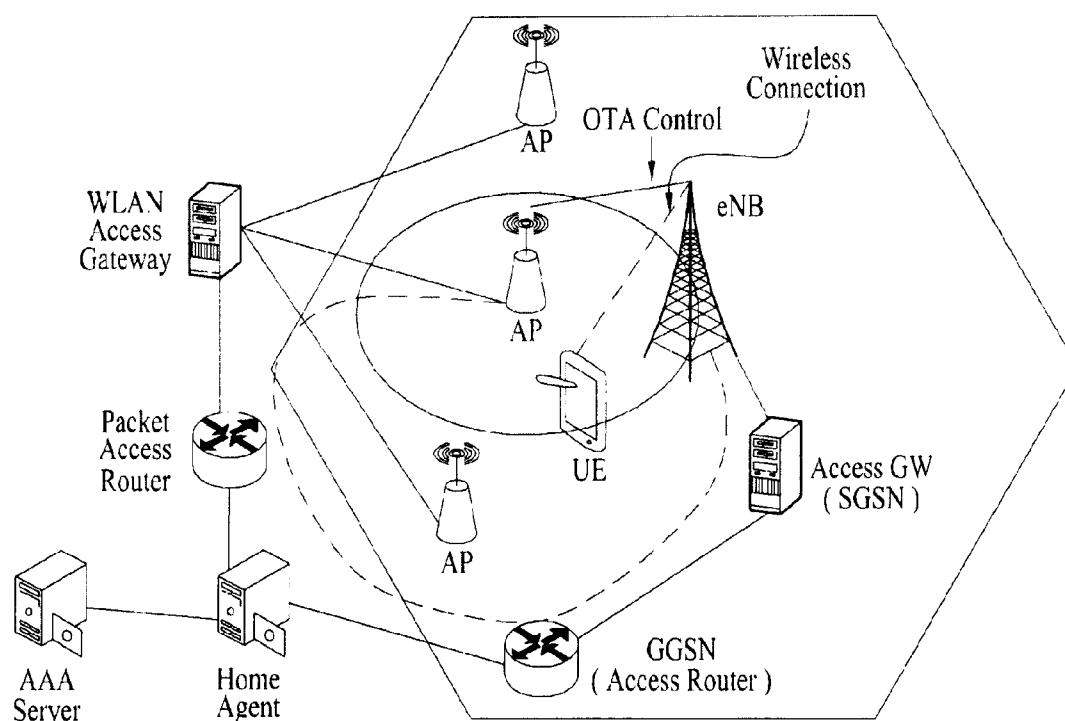 Wireless
Connection
OTA Control
AP
WLAN
Access
Gateway
eNB
AP
Packet
Access
Router
UE
Access GW
( SGSN )
AP
AAA
Server
Home
Agent
GGSN
( Access Router )